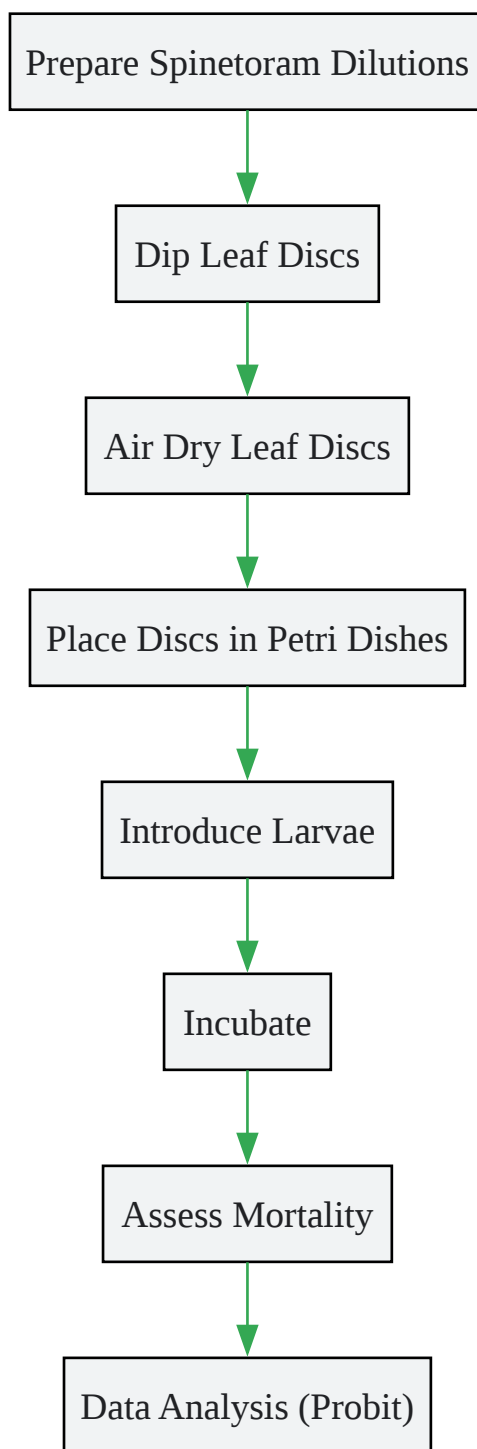 Prepare Spinetoram Dilutions
Dip Leaf Discs
Air Dry Leaf Discs
Place Discs in Petri Dishes
Introduce Larvae
Incubate
Assess Mortality
Data Analysis (Probit)